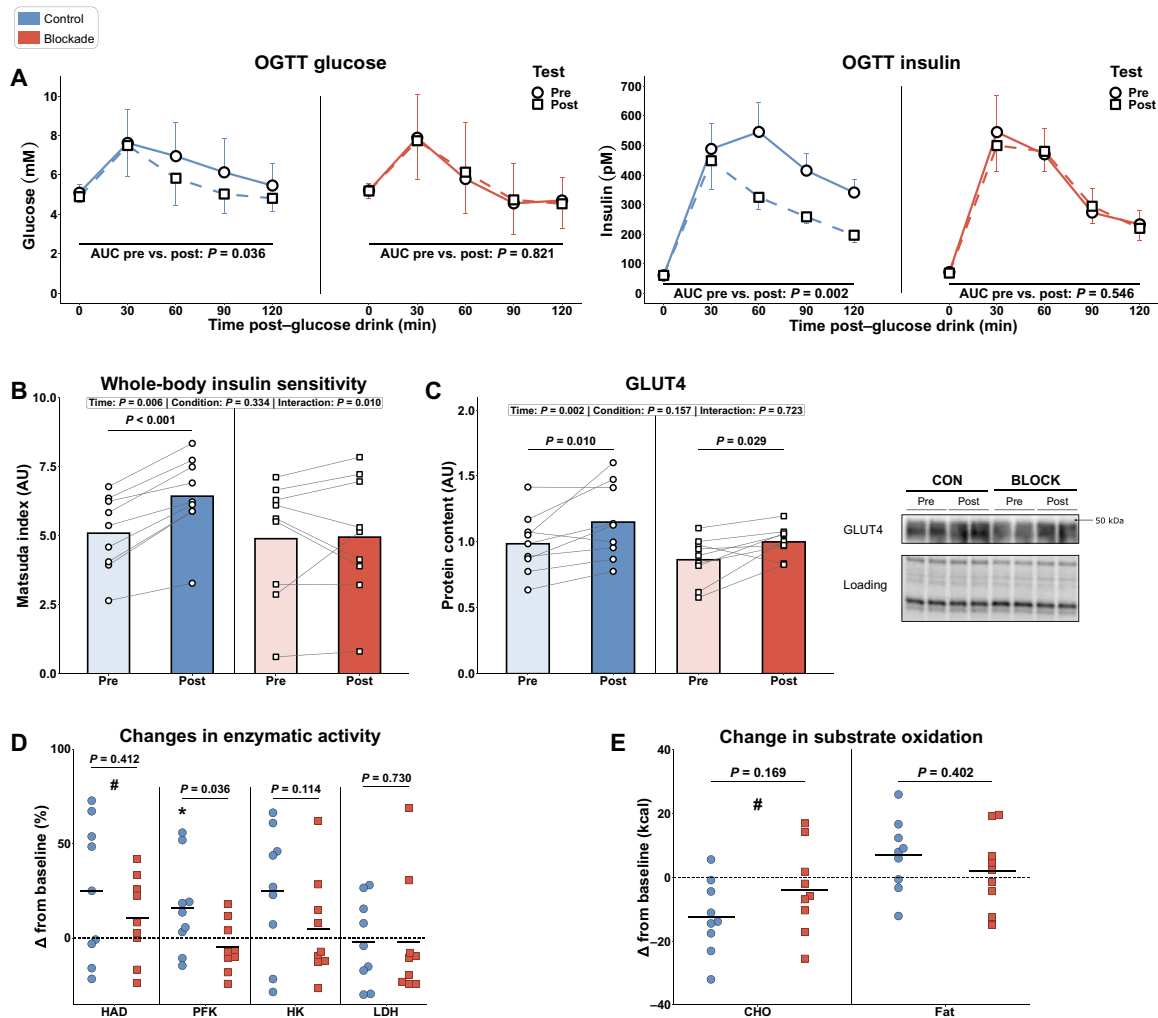 Control
Blockade
A
OGTT glucose
Test
Pre
Post
Glucose (mM)
10
8
6
4
2
0
AUC pre vs. post: P = 0.036
AUC pre vs. post: P = 0.821
0 30 60 90 120 0 30 60 90 120
Time post–glucose drink (min)
OGTT insulin
Test
Pre
Post
Insulin (pM)
700
600
500
400
300
200
100
0
AUC pre vs. post: P = 0.002
AUC pre vs. post: P = 0.546
0 30 60 90 120 0 30 60 90 120
Time post–glucose drink (min)
B
Whole-body insulin sensitivity
Time: P = 0.006 | Condition: P = 0.334 | Interaction: P = 0.010
P < 0.001
Matsuda index (AU)
10.0
7.5
5.0
2.5
0.0
Pre Post Pre Post
C
GLUT4
Time: P = 0.002 | Condition: P = 0.157 | Interaction: P = 0.723
P = 0.010
P = 0.029
Protein content (AU)
2.0
1.5
1.0
0.5
0.0
Pre Post Pre Post
CON BLOCK
Pre Post Pre Post
GLUT4
50 kDa
Loading
D
Changes in enzymatic activity
Δ from baseline (%)
100
50
0
P = 0.412
#
P = 0.036
*
P = 0.114
P = 0.730
HAD PFK HK LDH
E
Change in substrate oxidation
Δ from baseline (kcal)
40
20
0
−20
−40
P = 0.169
#
P = 0.402
CHO Fat